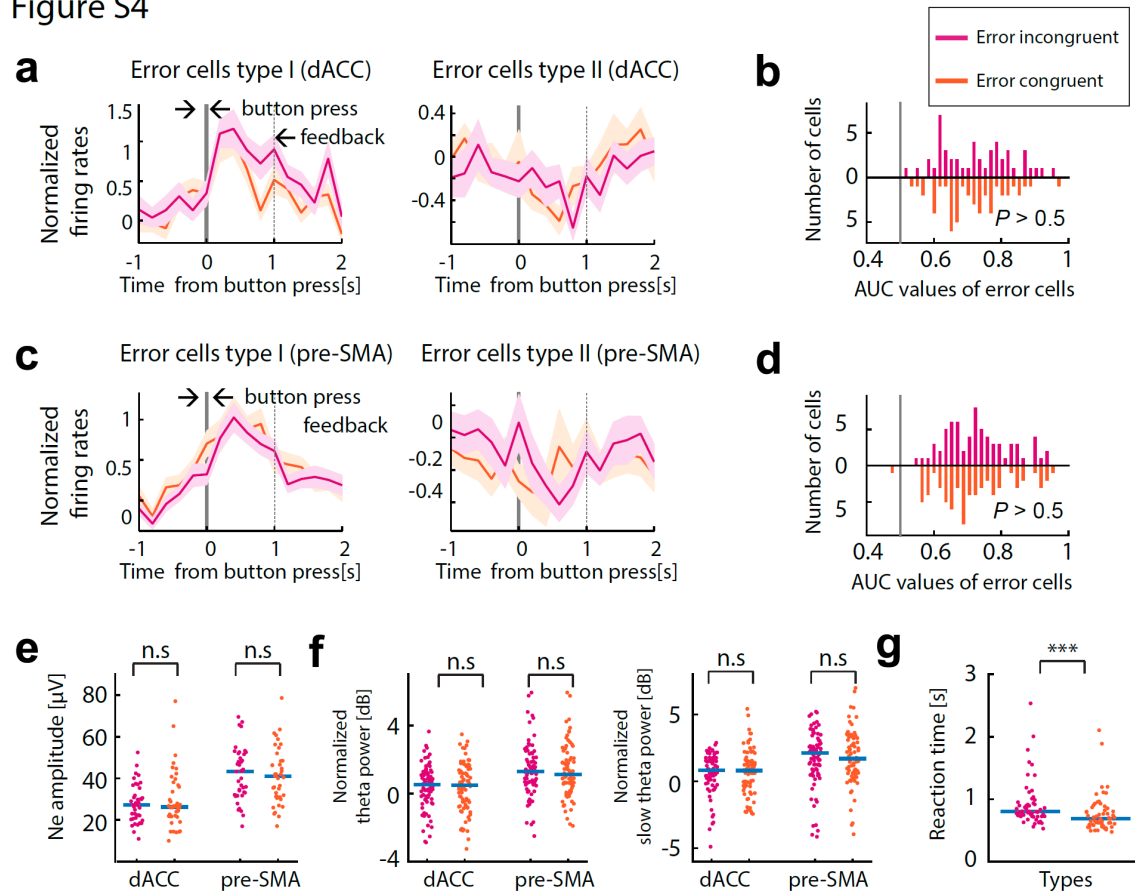 Figure S4
Error incongruent
Error congruent
a
Error cells type I (dACC)
Error cells type II (dACC)
b
Normalized
firing rates
1.5
1
0.5
0
button press
feedback
-1 0 1 2
Time from button press[s]
0.4
0
-0.4
-1 0 1 2
Time from button press[s]
Number of cells
5
0
5
P > 0.5
0.4 0.6 0.8 1
AUC values of error cells
c
Error cells type I (pre-SMA)
Error cells type II (pre-SMA)
d
Normalized
firing rates
1
0.5
0
button press
feedback
-1 0 1 2
Time from button press[s]
0
-0.2
-0.4
-1 0 1 2
Time from button press[s]
Number of cells
5
0
5
P > 0.5
0.4 0.6 0.8 1
AUC values of error cells
e
n.s
n.s
Ne amplitude [µV]
80
60
40
20
dACC pre-SMA
f
n.s
n.s
Normalized
theta power [dB]
4
0
-4
dACC pre-SMA
n.s
n.s
Normalized
slow theta power [dB]
5
0
-5
dACC pre-SMA
g
***
Reaction time [s]
3
2
1
0
Types